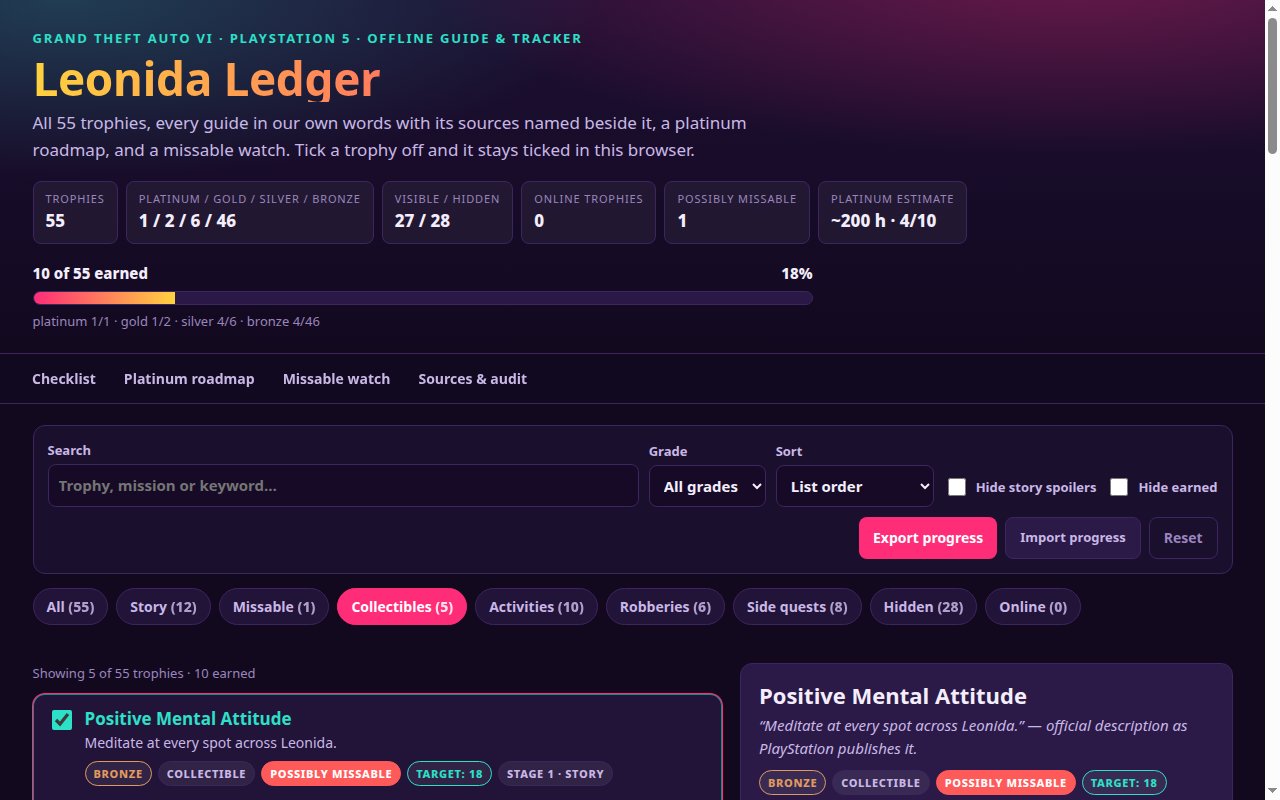 GRAND THEFT AUTO VI · PLAYSTATION 5 · OFFLINE GUIDE & TRACKER
Leonida Ledger
All 55 trophies, every guide in our own words with its sources named beside it, a platinum
roadmap, and a missable watch. Tick a trophy off and it stays ticked in this browser.
TROPHIES
55
PLATINUM / GOLD / SILVER / BRONZE
1 / 2 / 6 / 46
VISIBLE / HIDDEN
27 / 28
ONLINE TROPHIES
0
POSSIBLY MISSABLE
1
PLATINUM ESTIMATE
~200 h · 4/10
10 of 55 earned 18%
platinum 1/1 · gold 1/2 · silver 4/6 · bronze 4/46
Checklist Platinum roadmap Missable watch Sources & audit
Search
Trophy, mission or keyword...
Grade
All grades
Sort
List order
Hide story spoilers Hide earned
Export progress Import progress Reset
All (55) Story (12) Missable (1) Collectibles (5) Activities (10) Robberies (6) Side quests (8) Hidden (28) Online (0)
Showing 5 of 55 trophies · 10 earned
Positive Mental Attitude
Meditate at every spot across Leonida.
BRONZE COLLECTIBLE POSSIBLY MISSABLE TARGET: 18 STAGE 1 · STORY
Positive Mental Attitude
“Meditate at every spot across Leonida.” — official description as
PlayStation publishes it.
BRONZE COLLECTIBLE POSSIBLY MISSABLE TARGET: 18